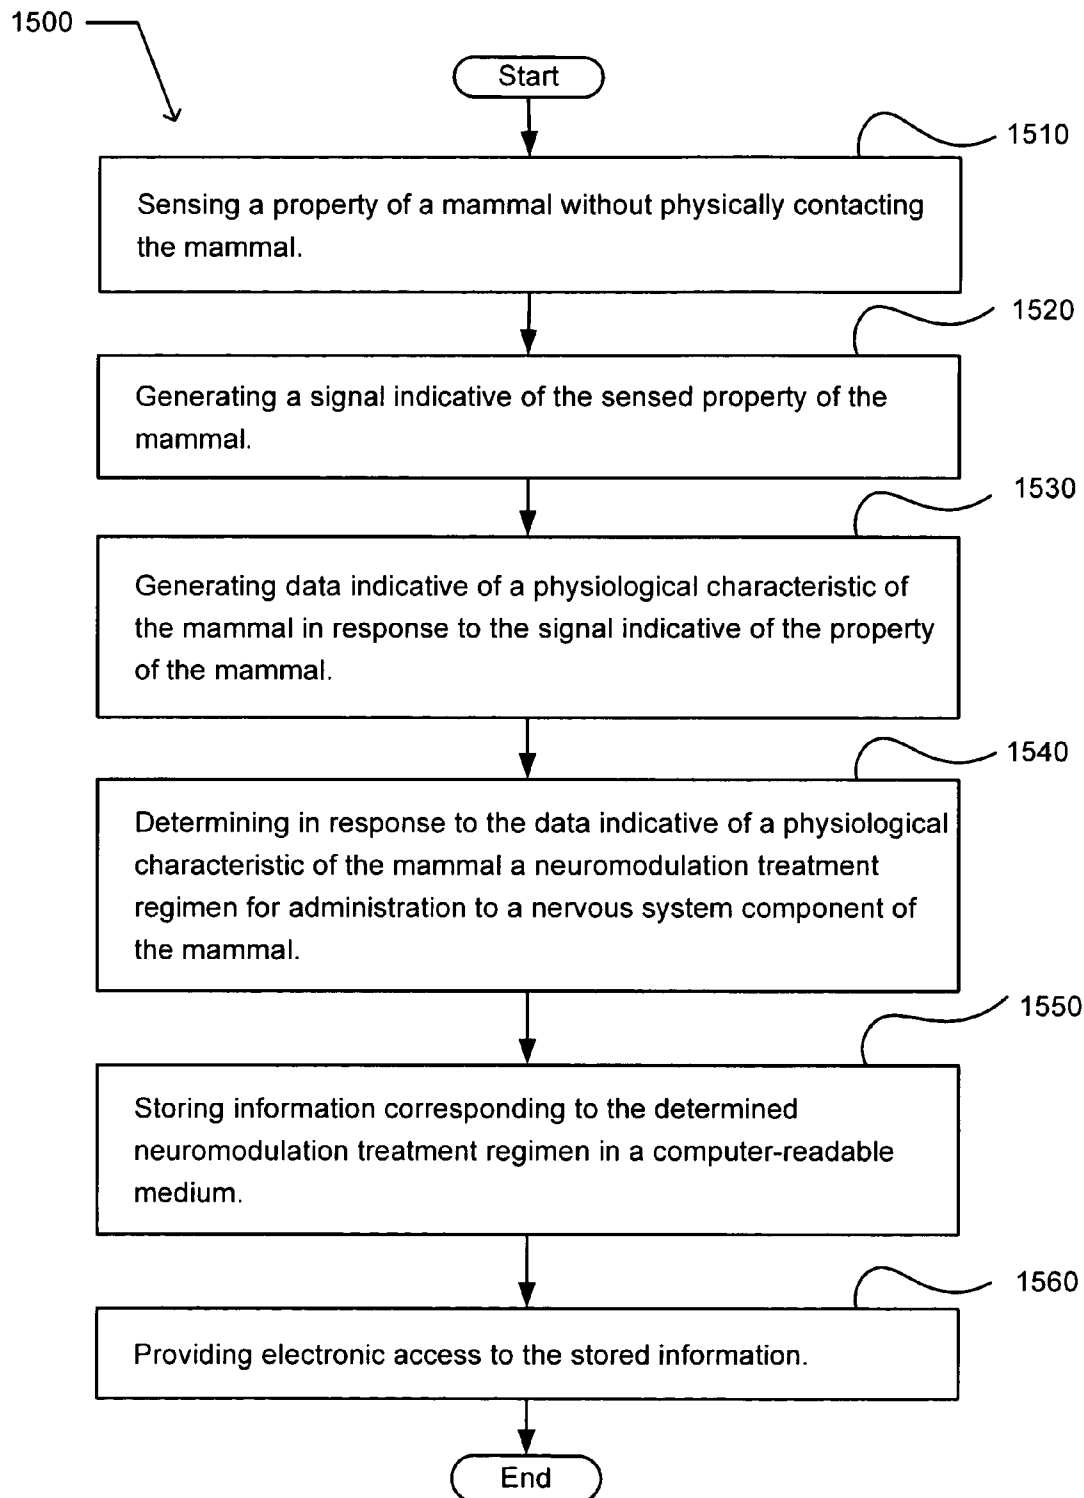 1500
Start
1510
Sensing a property of a mammal without physically contacting
the mammal.
1520
Generating a signal indicative of the sensed property of the
mammal.
1530
Generating data indicative of a physiological characteristic of
the mammal in response to the signal indicative of the property
of the mammal.
1540
Determining in response to the data indicative of a physiological
characteristic of the mammal a neuromodulation treatment
regimen for administration to a nervous system component of
the mammal.
1550
Storing information corresponding to the determined
neuromodulation treatment regimen in a computer-readable
medium.
1560
Providing electronic access to the stored information.
End